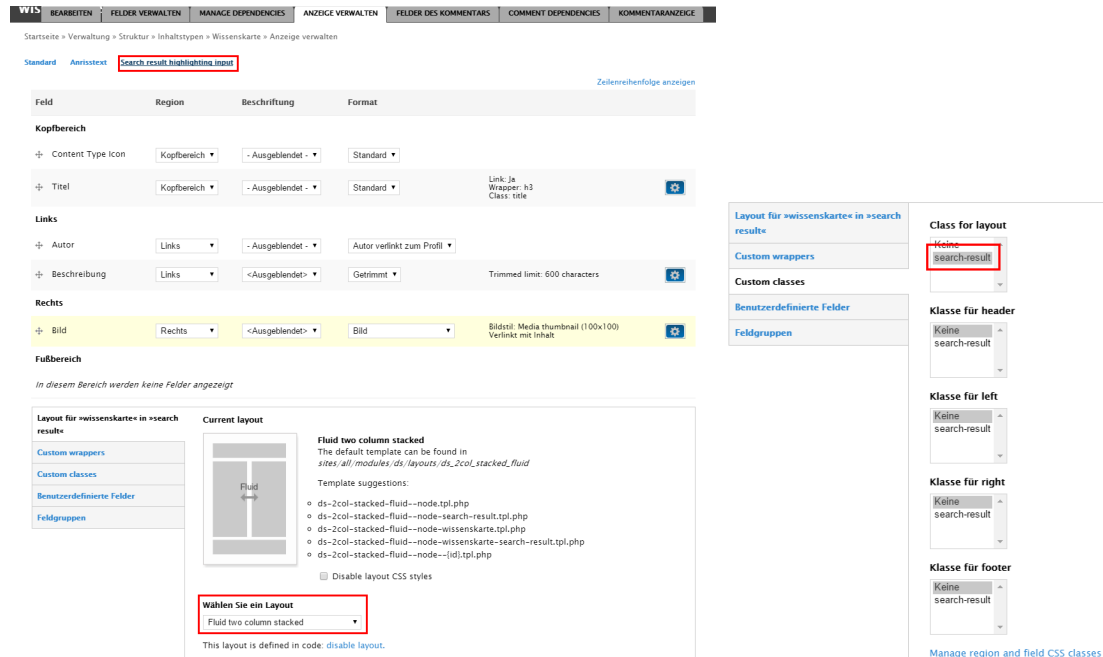 WIS
BEARBEITEN FELDER VERWALTEN MANAGE DEPENDENCIES ANZEIGE VERWALTEN FELDER DES KOMMENTARS COMMENT DEPENDENCIES KOMMENTARANZEIGE
Startseite » Verwaltung » Struktur » Inhaltstypen » Wissenskarte » Anzeige verwalten
Standard Anrisstext Search result highlighting input
Zeilenreihenfolge anzeigen
Feld Region Beschriftung Format
Kopfbereich
Content Type Icon Kopfbereich - Ausgeblendet - Standard
Titel Kopfbereich - Ausgeblendet - Standard
Link: Ja
Wrapper: h3
Class: title
Links
Autor Links - Ausgeblendet - Autor verlinkt zum Profil
Beschreibung Links <Ausgeblendet> Getrimmt Trimmed limit: 600 characters
Rechts
Bild Rechts <Ausgeblendet> Bild
Bildstil: Media thumbnail (100x100)
Verlinkt mit Inhalt
Fußbereich
In diesem Bereich werden keine Felder angezeigt
Layout für »wissenskarte« in »search
result«
Custom wrappers
Custom classes
Benutzerdefinierte Felder
Feldgruppen
Current layout
Fluid
Fluid two column stacked
The default template can be found in
sites/all/modules/ds/layouts/ds_2col_stacked_fluid
Template suggestions:
ds-2col-stacked-fluid--node.tpl.php
ds-2col-stacked-fluid--node-search-result.tpl.php
ds-2col-stacked-fluid--node-wissenskarte.tpl.php
ds-2col-stacked-fluid--node-wissenskarte-search-result.tpl.php
ds-2col-stacked-fluid--node--{id}.tpl.php
Disable layout CSS styles
Wählen Sie ein Layout
Fluid two column stacked
This layout is defined in code: disable layout.
Layout für »wissenskarte« in »search
result«
Custom wrappers
Custom classes
Benutzerdefinierte Felder
Feldgruppen
Class for layout
Keine
search-result
Klasse für header
Keine
search-result
Klasse für left
Keine
search-result
Klasse für right
Keine
search-result
Klasse für footer
Keine
search-result
Manage region and field CSS classes